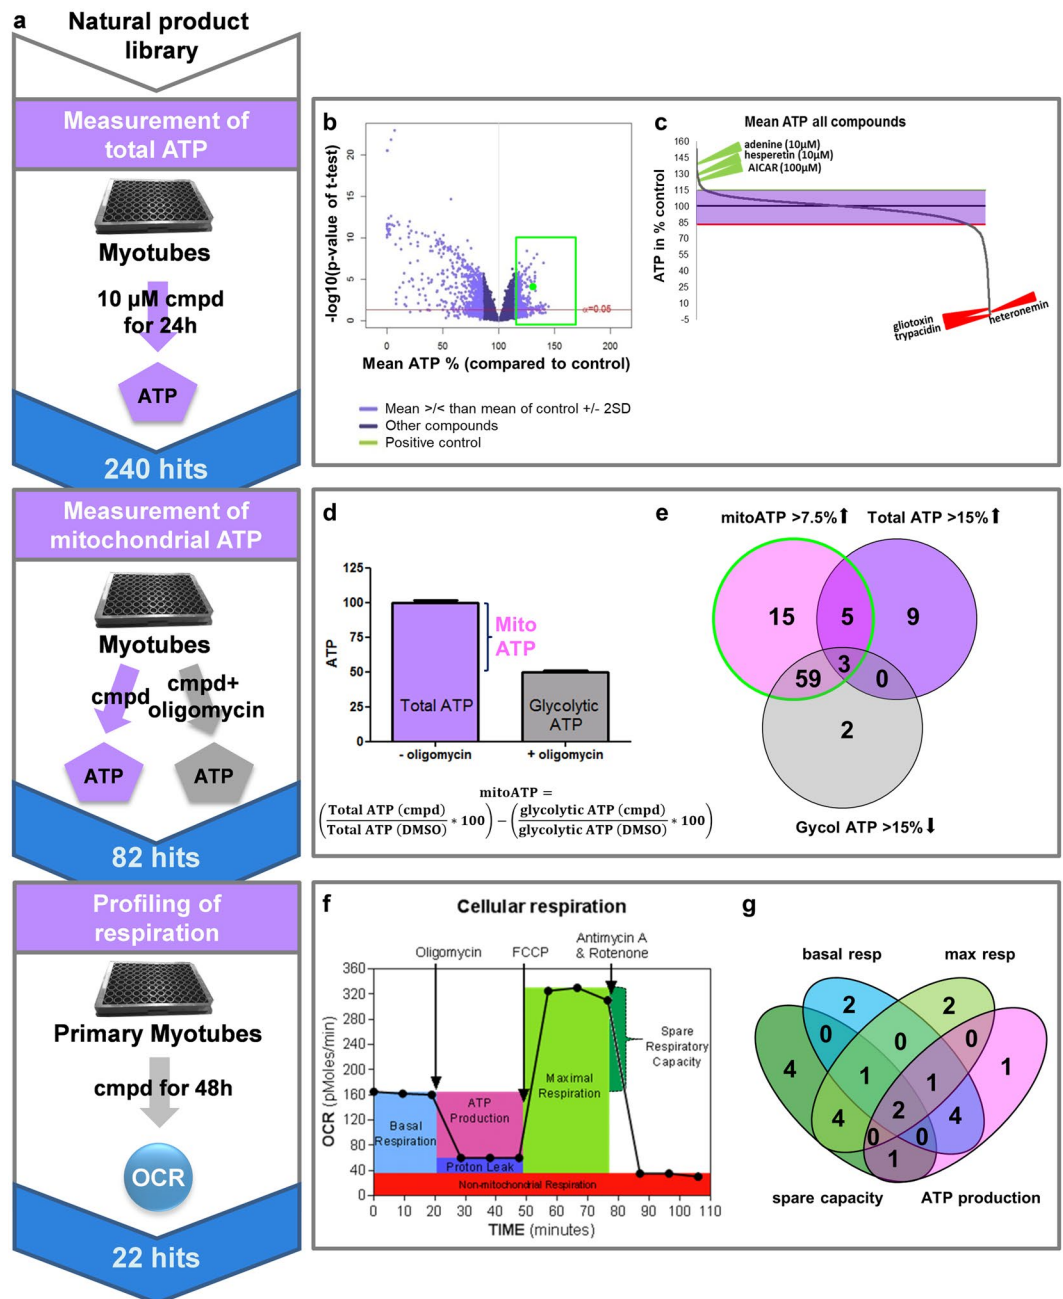 a
Natural product
library
Measurement of
total ATP
Myotubes
10 µM cmpd
for 24h
ATP
240 hits
b
-log10(p-value of t-test)
20
15
10
5
0
α=0.05
0
50
100
150
200
Mean ATP % (compared to control)
Mean >/< than mean of control +/- 2SD
Other compounds
Positive control
c
Mean ATP all compounds
ATP in % control
160
145
130
115
100
85
70
55
40
25
10
-5
adenine (10µM)
hesperetin (10µM)
AICAR (100µM)
gliotoxin
trypacidin
heteronemin
Measurement of
mitochondrial ATP
Myotubes
cmpd
cmpd+
oligomycin
ATP
ATP
82 hits
d
ATP
125
100
75
50
25
0
Mito
ATP
Total ATP
Glycolytic
ATP
- oligomycin
+ oligomycin
mitoATP =
(Total ATP (cmpd) / Total ATP (DMSO) * 100) − (glycolytic ATP (cmpd) / glycolytic ATP (DMSO) * 100)
e
mitoATP >7.5%⬆ Total ATP >15%⬆
15
5
9
3
59
0
2
Gycol ATP >15%⬇
Profiling of
respiration
Primary Myotubes
cmpd for 48h
OCR
22 hits
f
Cellular respiration
Oligomycin
FCCP
Antimycin A
& Rotenone
OCR (pMoles/min)
360
320
280
240
200
160
120
80
40
0
Basal
Respiration
ATP
Production
Proton Leak
Maximal
Respiration
Spare
Respiratory
Capacity
Non-mitochondrial Respiration
0 10 20 30 40 50 60 70 80 90 100 110
TIME (minutes)
g
basal resp
max resp
2
2
0
0
0
4
1
1
1
4
2
4
0
0
1
spare capacity
ATP production